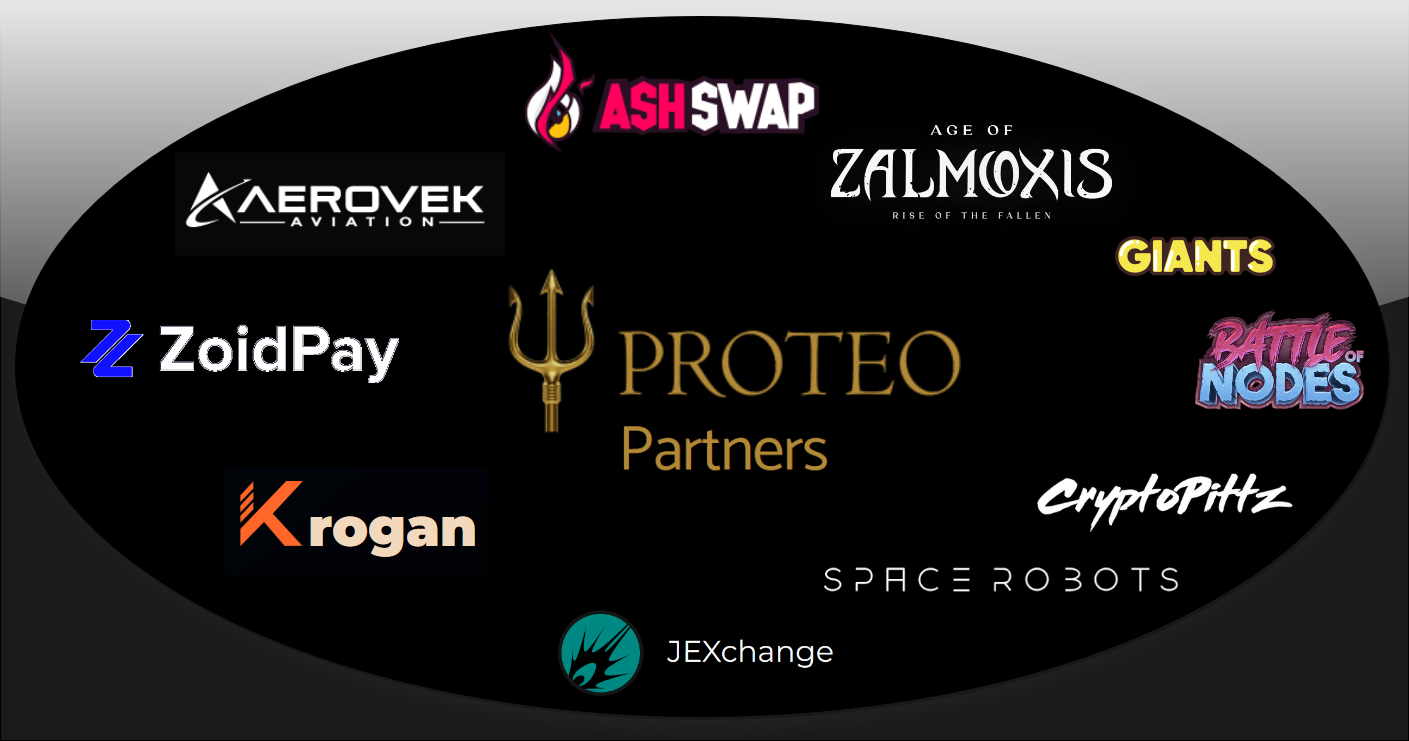 ASHSWAP
AGE OF
ZALMOXIS
RISE OF THE FALLEN
AEROVEK
AVIATION
GIANTS
ZoidPay
PROTEO
Partners
BATTLE
OF
NODES
Krogan
CryptoPittz
SPACE ROBOTS
JEXchange